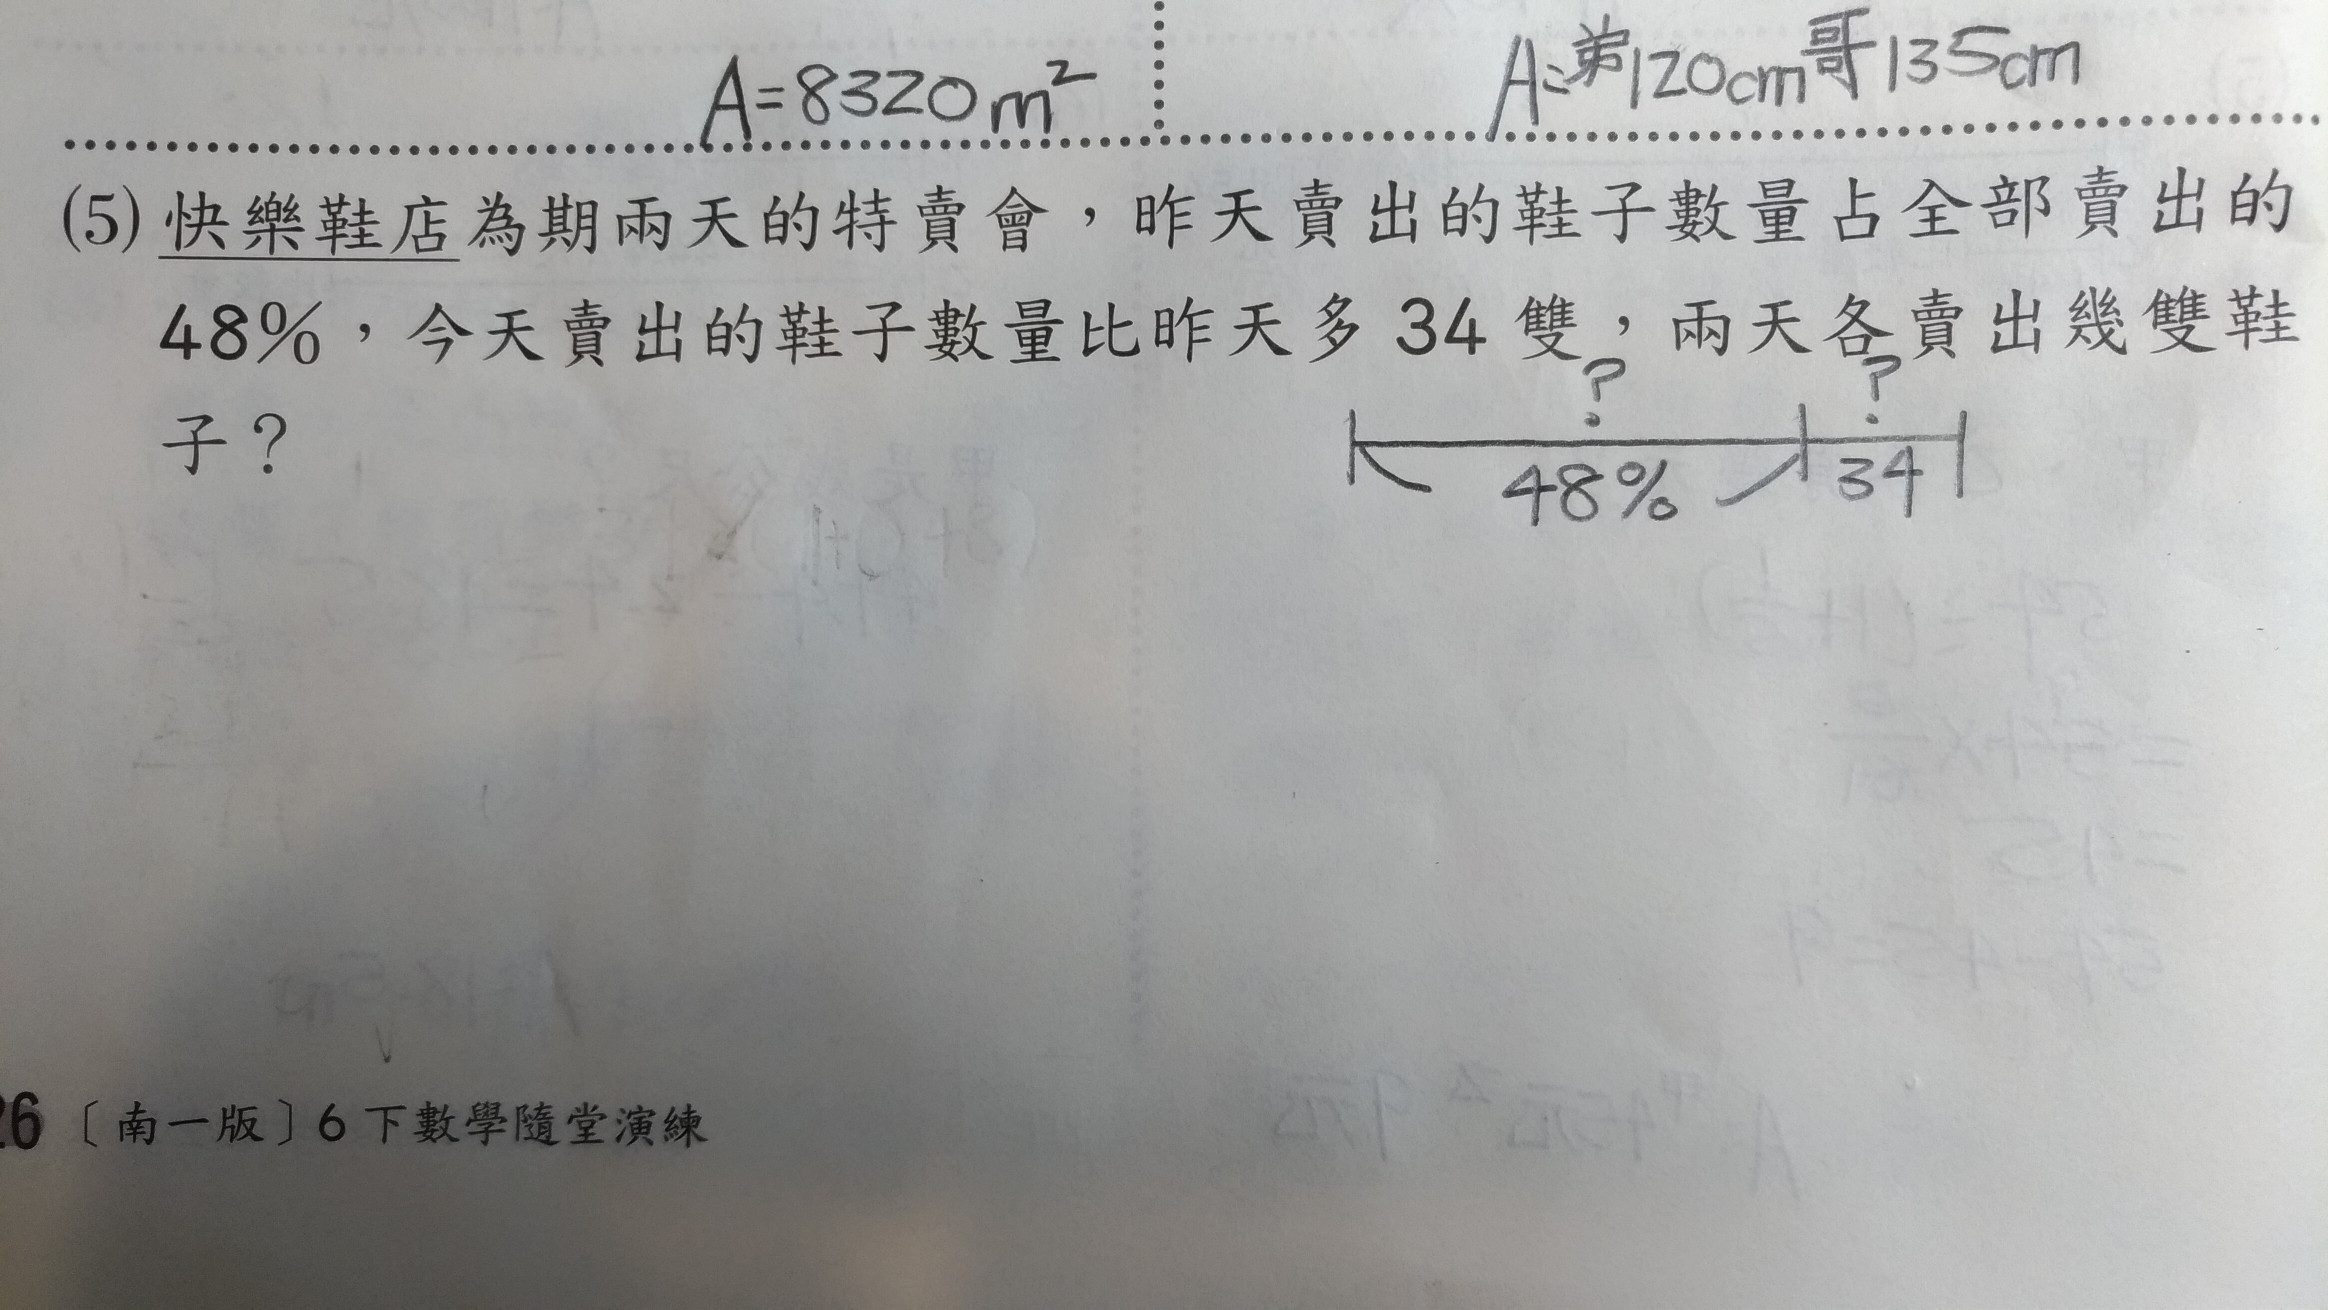 A=8320m²
A=弟120cm哥135cm
(5)快樂鞋店為期兩天的特賣會，昨天賣出的鞋子數量占全部賣出的
48%，今天賣出的鞋子數量比昨天多34雙，兩天各賣出幾雙鞋
子？
? ?
48% 34
26〔南一版〕6下數學隨堂演練